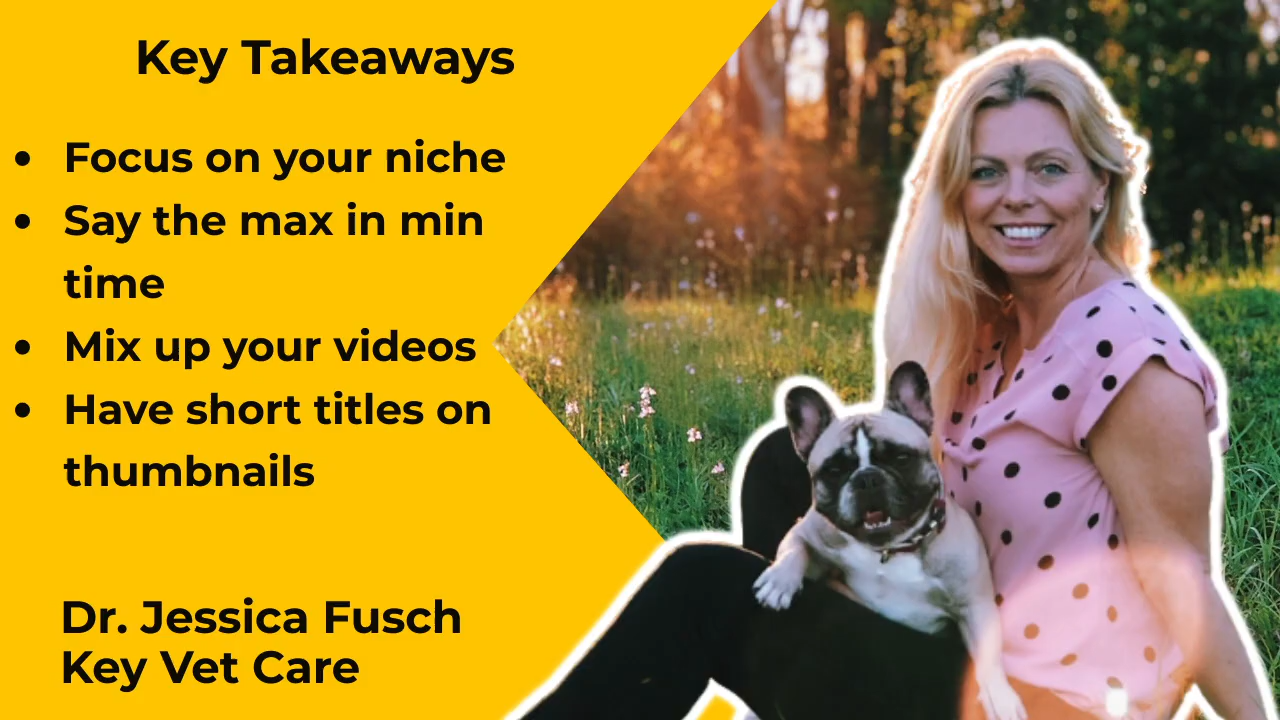 Key Takeaways
• Focus on your niche
• Say the max in min
time
• Mix up your videos
• Have short titles on
thumbnails
Dr. Jessica Fusch
Key Vet Care